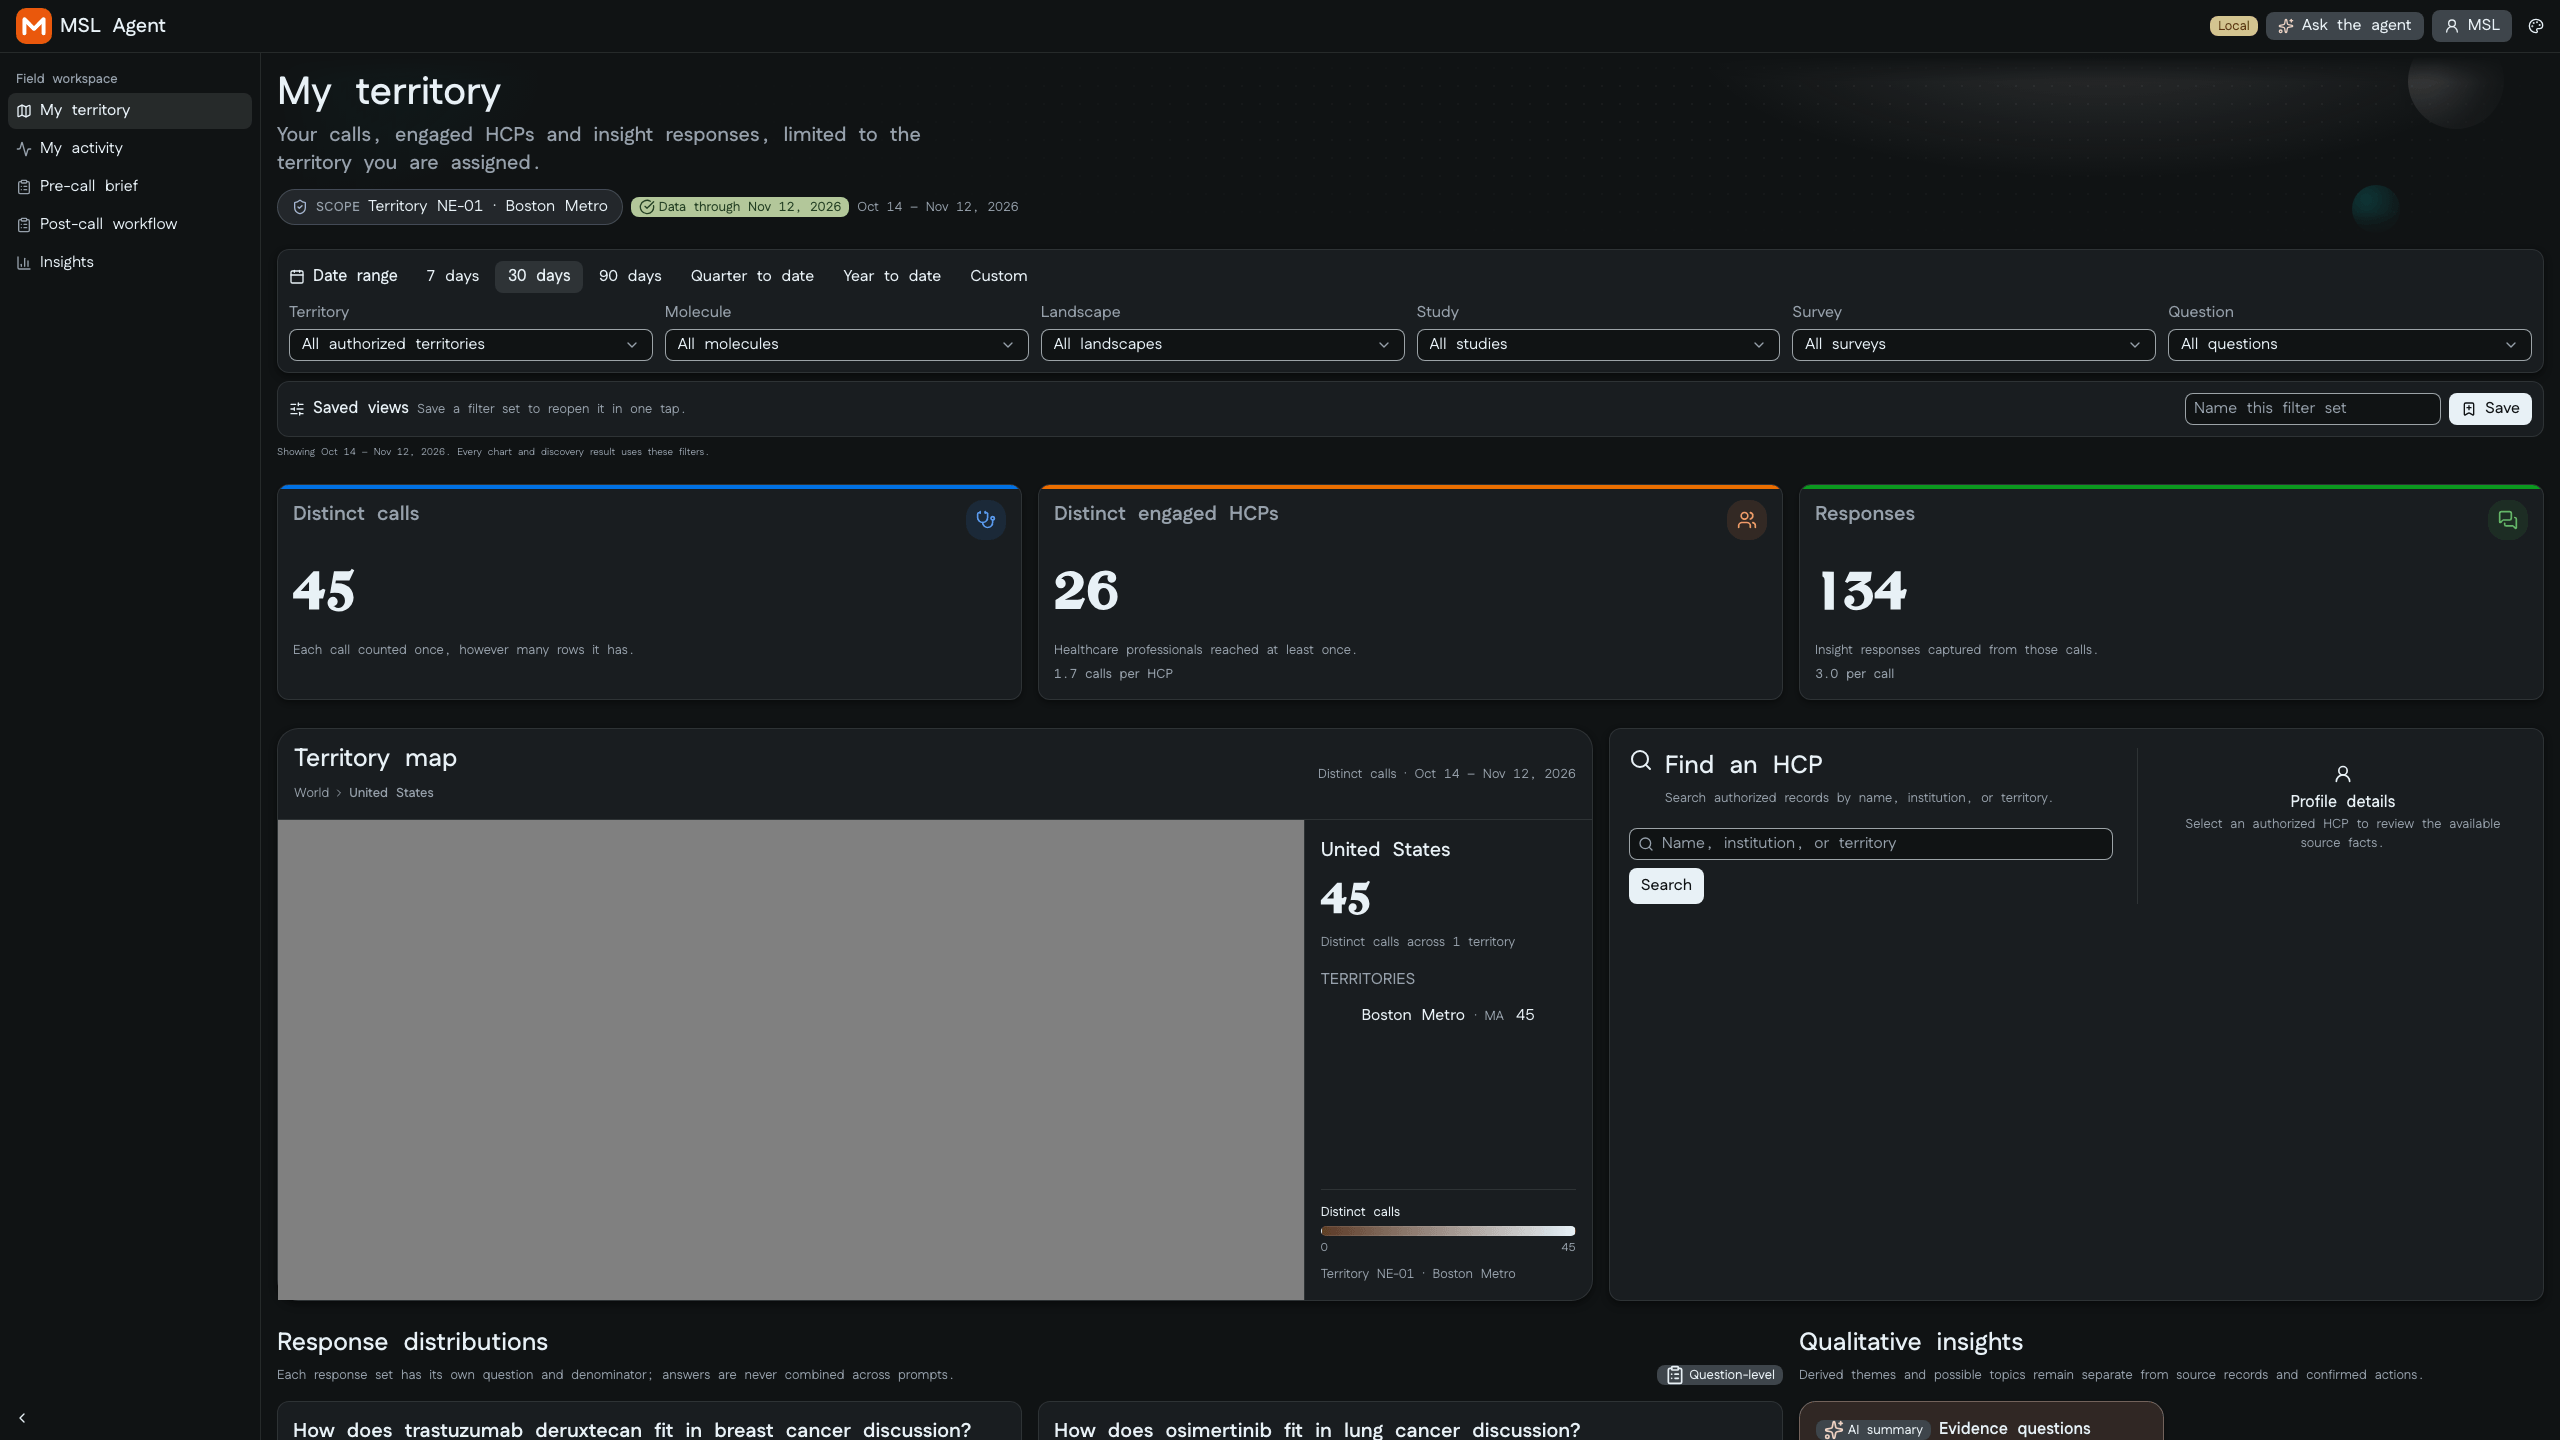 MSL Agent
Local
Ask the agent
MSL
Field workspace
My territory
My activity
Pre-call brief
Post-call workflow
Insights
My territory
Your calls, engaged HCPs and insight responses, limited to the
territory you are assigned.
SCOPE Territory NE-01 · Boston Metro
Data through Nov 12, 2026
Oct 14 – Nov 12, 2026
Date range
7 days
30 days
90 days
Quarter to date
Year to date
Custom
Territory
Molecule
Landscape
Study
Survey
Question
All authorized territories
All molecules
All landscapes
All studies
All surveys
All questions
Saved views Save a filter set to reopen it in one tap.
Name this filter set
Save
Showing Oct 14 – Nov 12, 2026. Every chart and discovery result uses these filters.
Distinct calls
45
Each call counted once, however many rows it has.
Distinct engaged HCPs
26
Healthcare professionals reached at least once.
1.7 calls per HCP
Responses
134
Insight responses captured from those calls.
3.0 per call
Territory map
World > United States
Distinct calls · Oct 14 – Nov 12, 2026
United States
45
Distinct calls across 1 territory
TERRITORIES
Boston Metro · MA 45
Distinct calls
0 45
Territory NE-01 · Boston Metro
Find an HCP
Search authorized records by name, institution, or territory.
Name, institution, or territory
Search
Profile details
Select an authorized HCP to review the available
source facts.
Response distributions
Each response set has its own question and denominator; answers are never combined across prompts.
Question-level
How does trastuzumab deruxtecan fit in breast cancer discussion?
How does osimertinib fit in lung cancer discussion?
Qualitative insights
Derived themes and possible topics remain separate from source records and confirmed actions.
AI summary Evidence questions